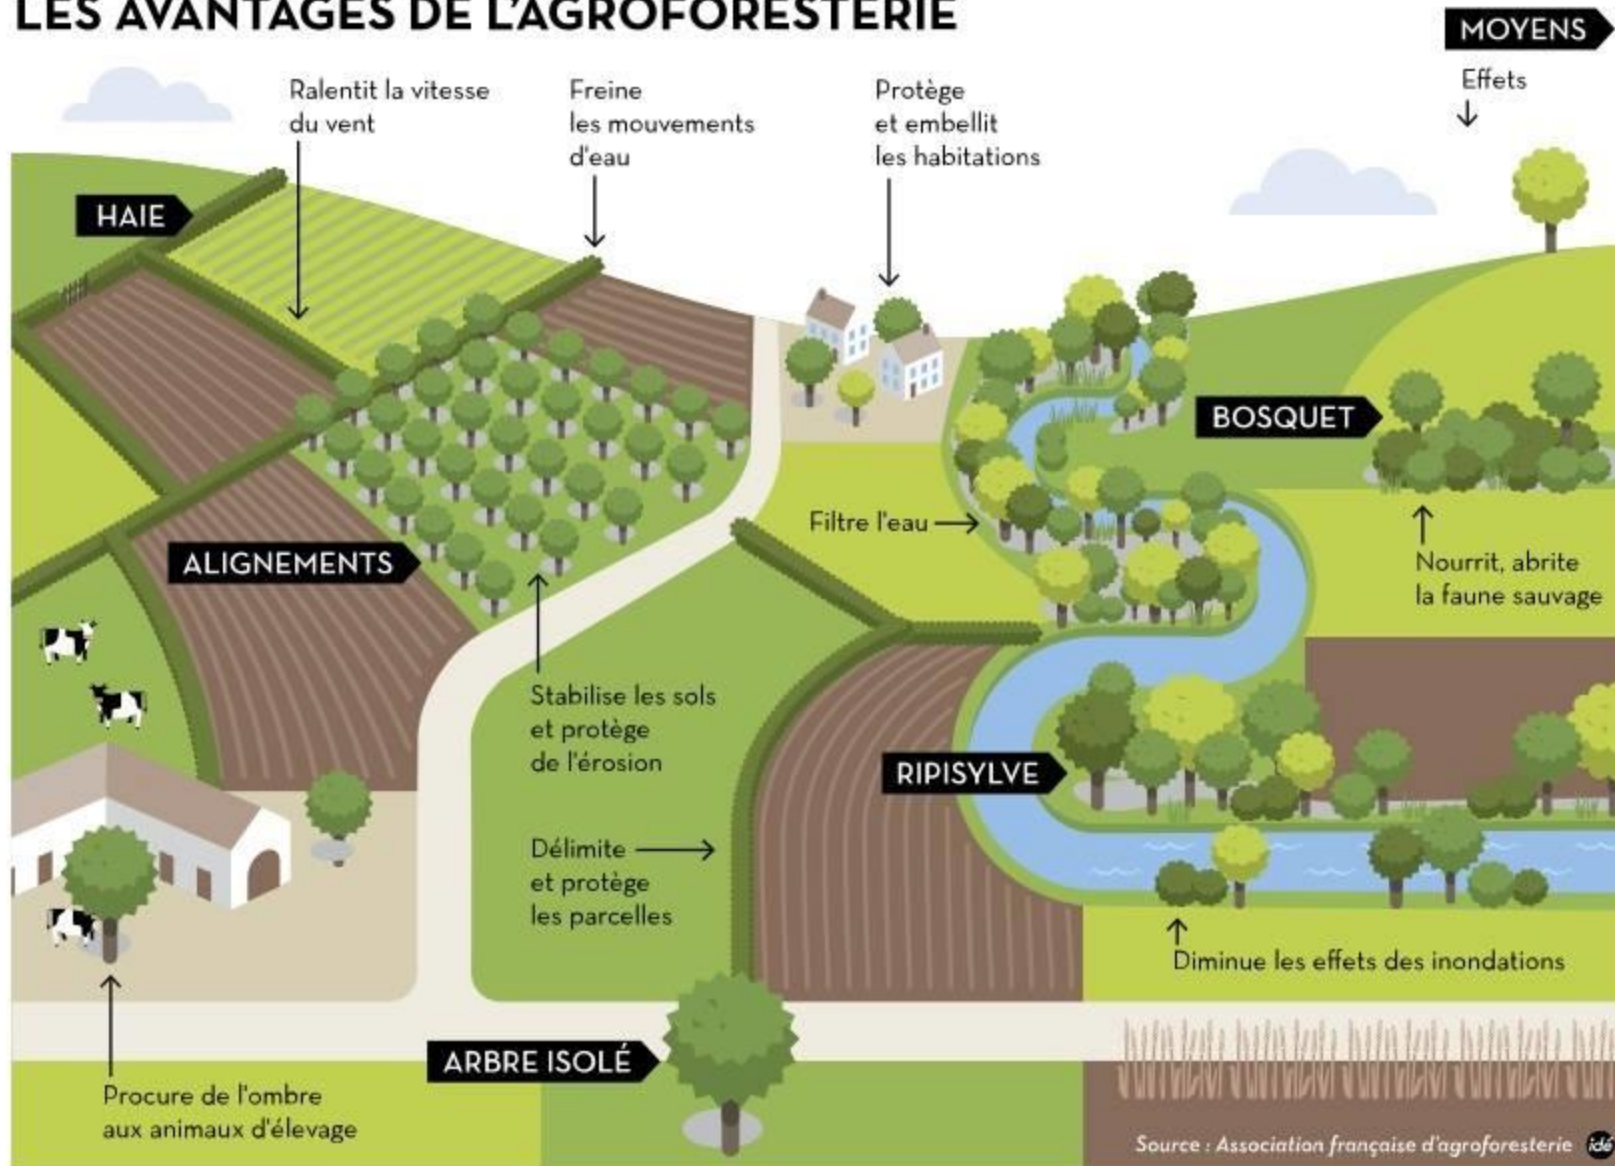 LES AVANTAGES DE L'AGROFORESTERIE
MOYENS
Effets
Ralentit la vitesse
du vent
Freine
les mouvements
d'eau
Protège
et embellit
les habitations
HAIE
BOSQUET
Filtre l'eau
ALIGNEMENTS
Nourrit, abrite
la faune sauvage
Stabilise les sols
et protège
de l'érosion
RIPISYLVE
Délimite
et protège
les parcelles
Diminue les effets des inondations
ARBRE ISOLÉ
Procure de l'ombre
aux animaux d'élevage
Source : Association française d'agroforesterie idé